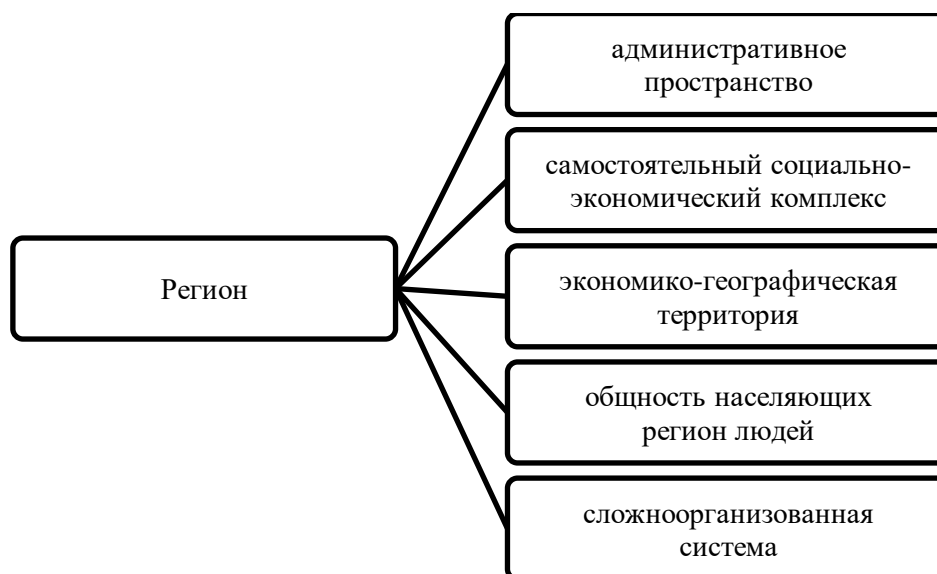 административное
пространство
самостоятельный социально-
экономический комплекс
Регион
экономико-географическая
территория
общность населяющих
регион людей
сложноорганизованная
система